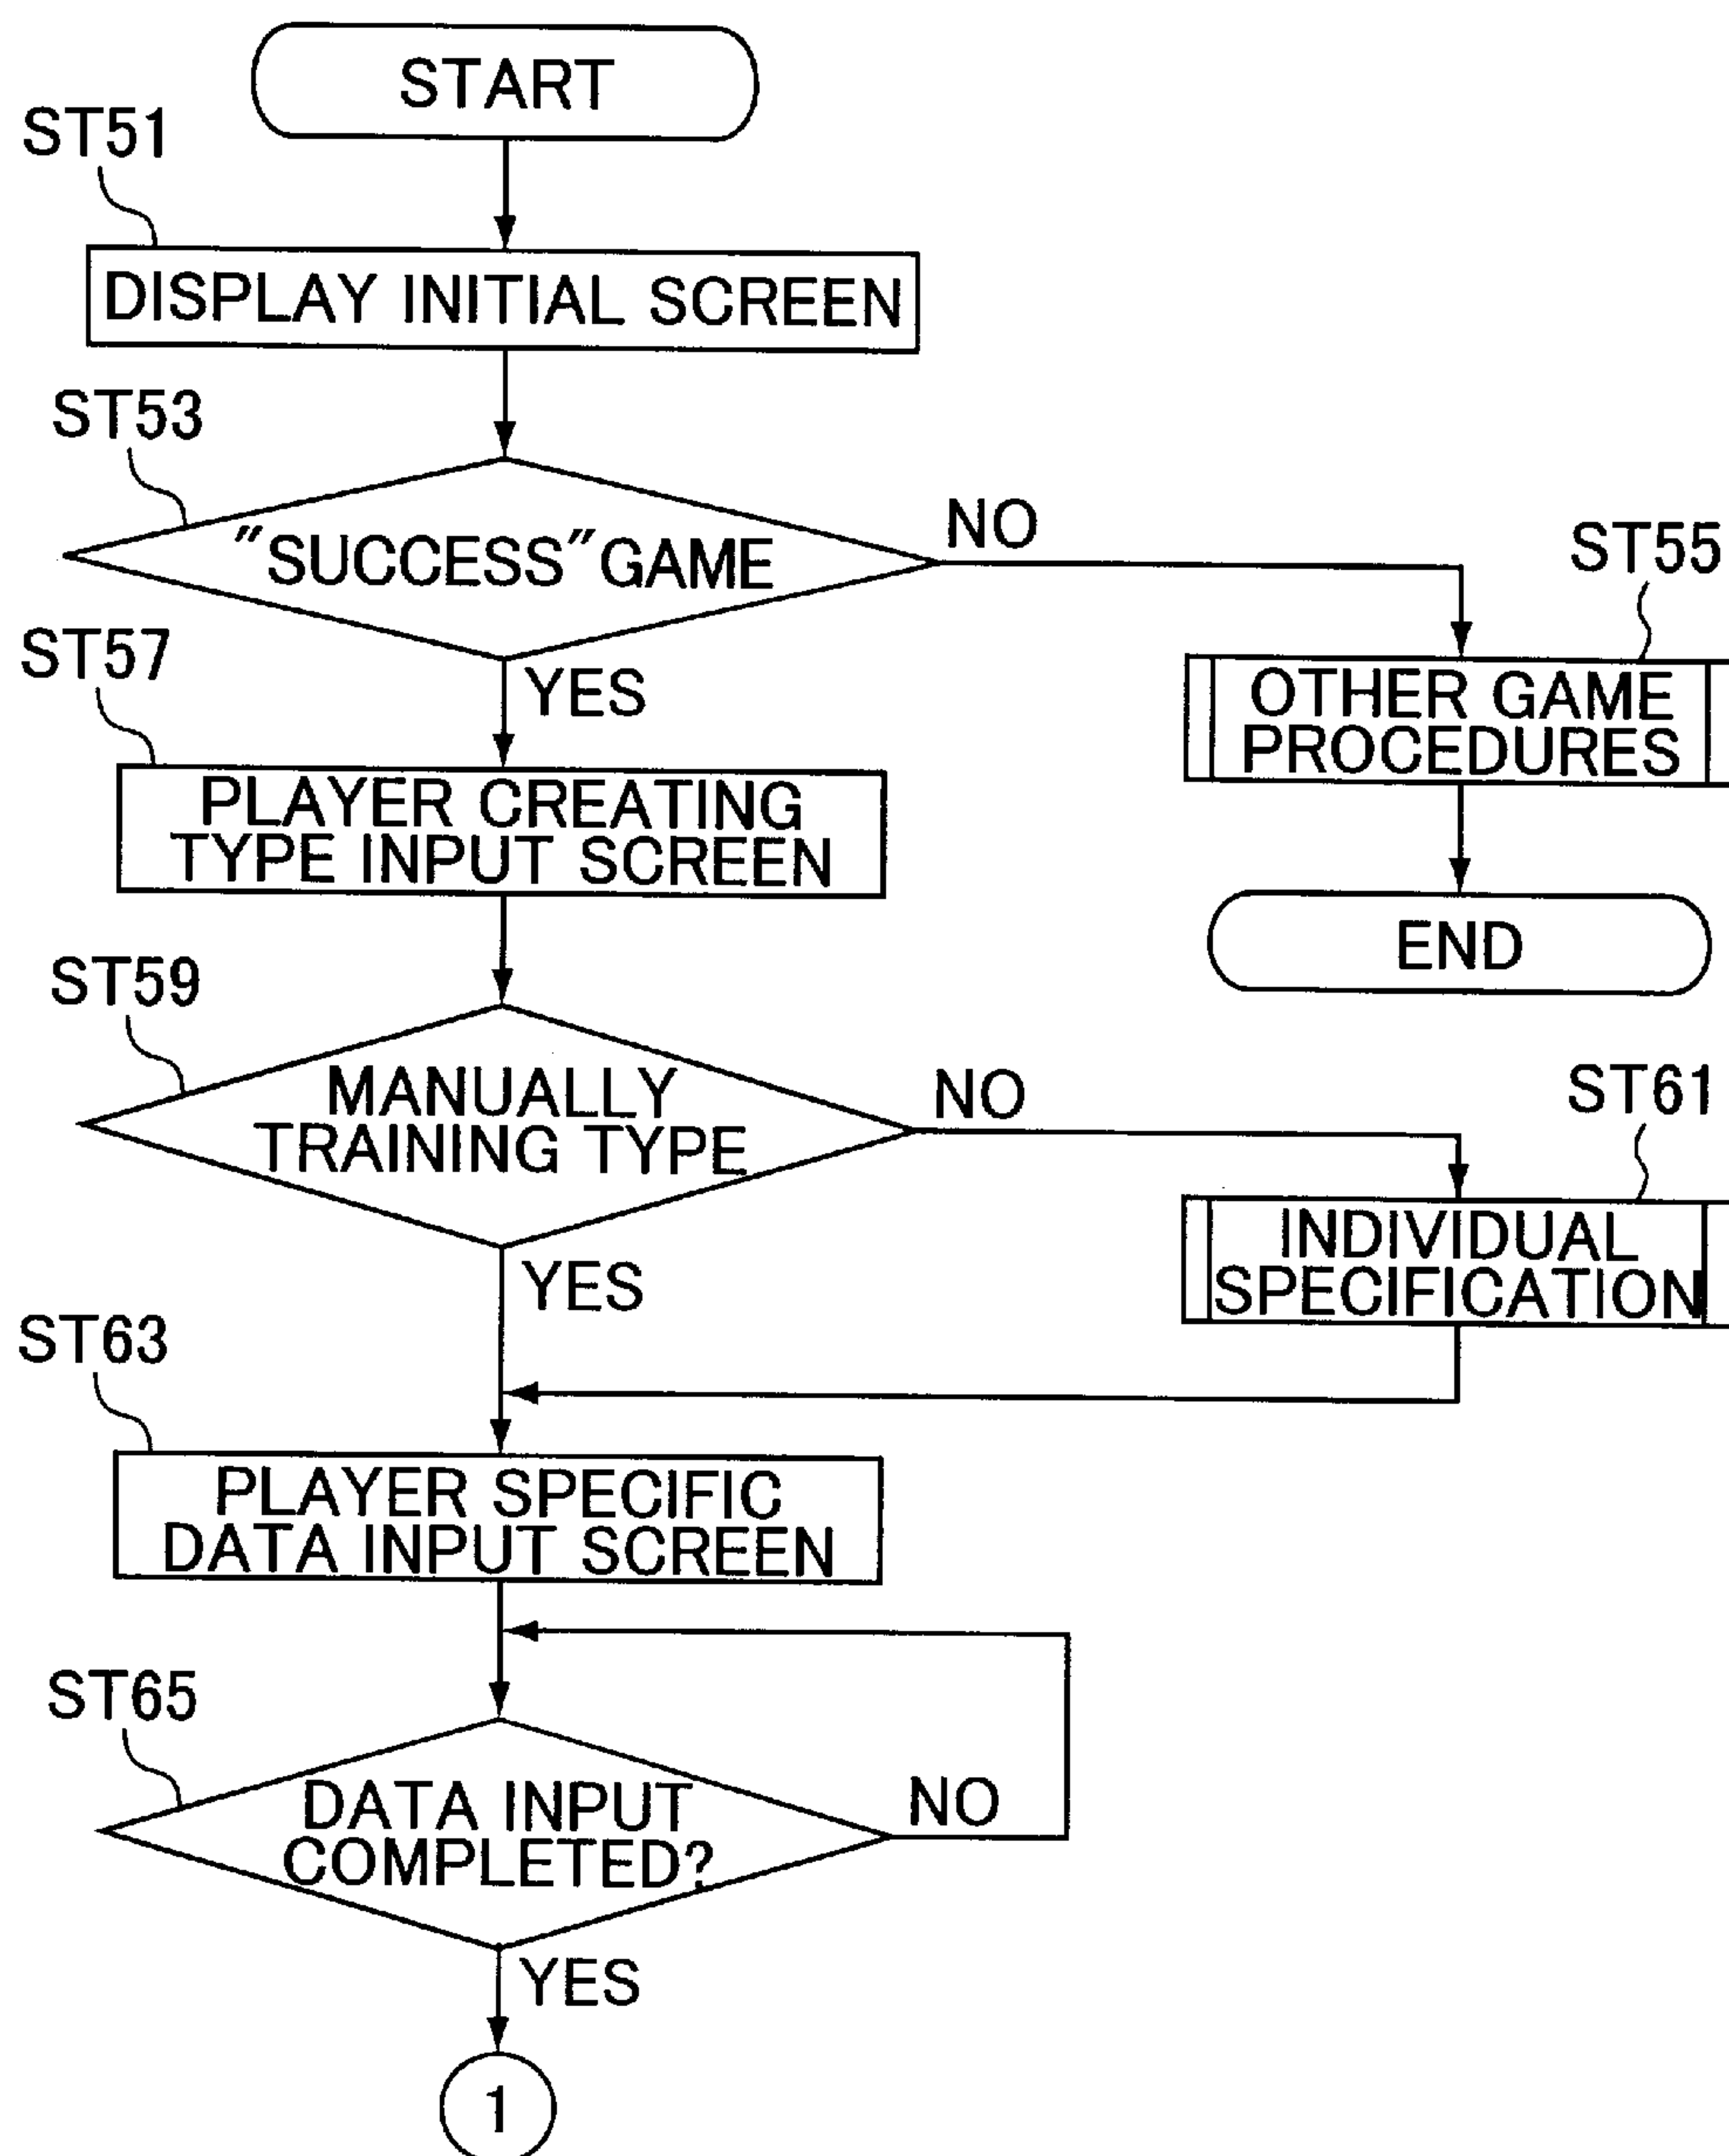 START
ST51
DISPLAY INITIAL SCREEN
ST53
"SUCCESS" GAME
NO
ST55
OTHER GAME
PROCEDURES
END
YES
ST57
PLAYER CREATING
TYPE INPUT SCREEN
ST59
MANUALLY
TRAINING TYPE
NO
ST61
INDIVIDUAL
SPECIFICATION
YES
ST63
PLAYER SPECIFIC
DATA INPUT SCREEN
ST65
DATA INPUT
COMPLETED?
NO
YES
1